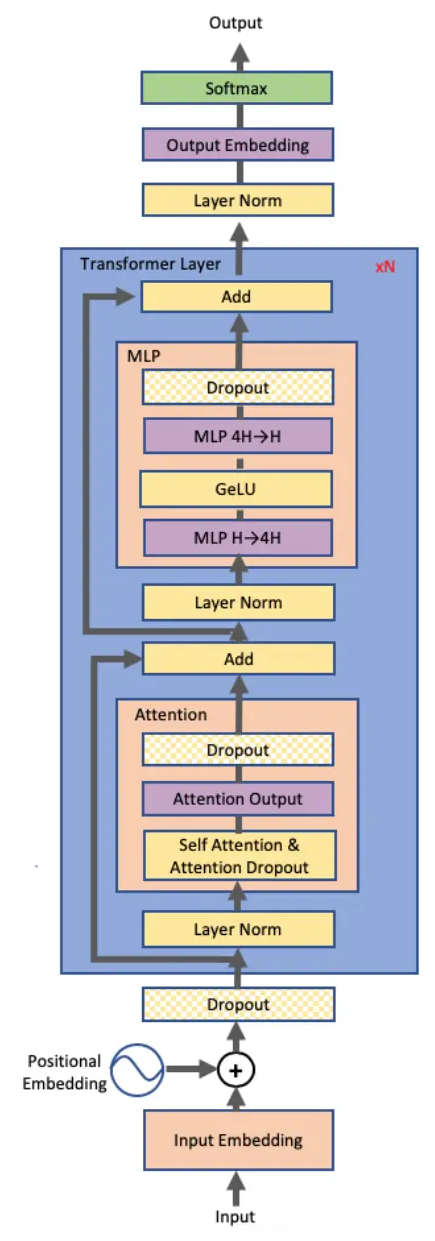 Output
Softmax
Output Embedding
Layer Norm
Transformer Layer
xN
Add
MLP
Dropout
MLP 4H→H
GeLU
MLP H→4H
Layer Norm
Add
Attention
Dropout
Attention Output
Self Attention &
Attention Dropout
Layer Norm
Dropout
Positional
Embedding
+
Input Embedding
Input